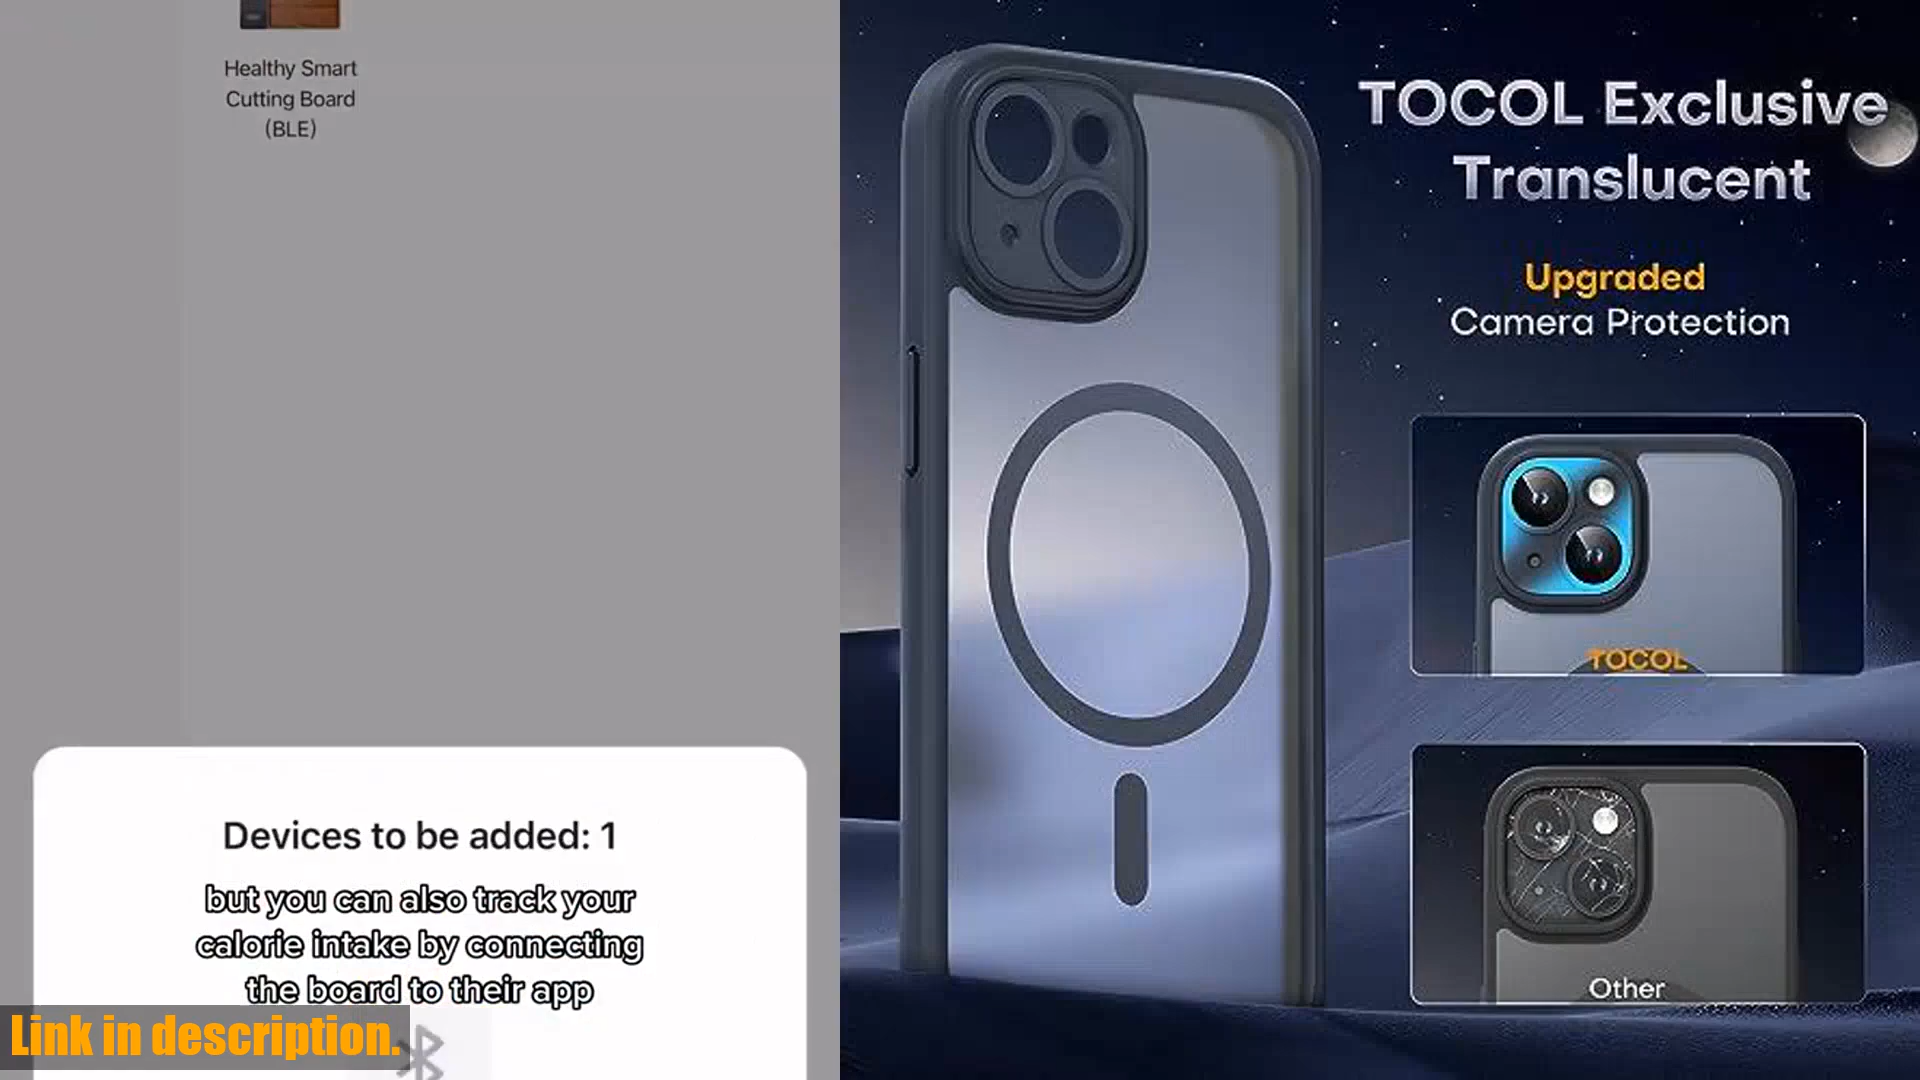 Healthy Smart
Cutting Board
(BLE)
Devices to be added: 1
but you can also track your
calorie intake by connecting
the board to their app
Link in description.
TOCOL Exclusive
Translucent
Upgraded
Camera Protection
TOCOL
Other